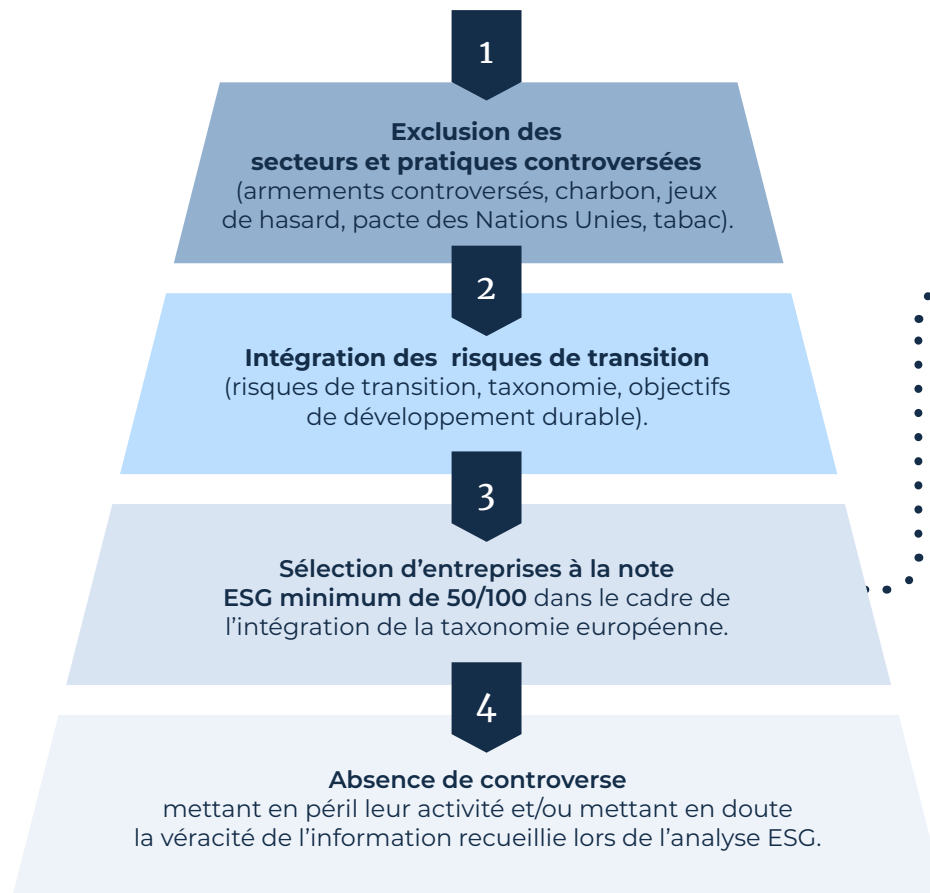 1
Exclusion des
secteurs et pratiques controversées
(armements controversés, charbon, jeux
de hasard, pacte des Nations Unies, tabac).
2
Intégration des  risques de transition
(risques de transition, taxonomie, objectifs
de développement durable).
3
Sélection d’entreprises à la note
ESG minimum de 50/100 dans le cadre de
l’intégration de la taxonomie européenne.
4
Absence de controverse
mettant en péril leur activité et/ou mettant en doute
la véracité de l’information recueillie lors de l’analyse ESG.